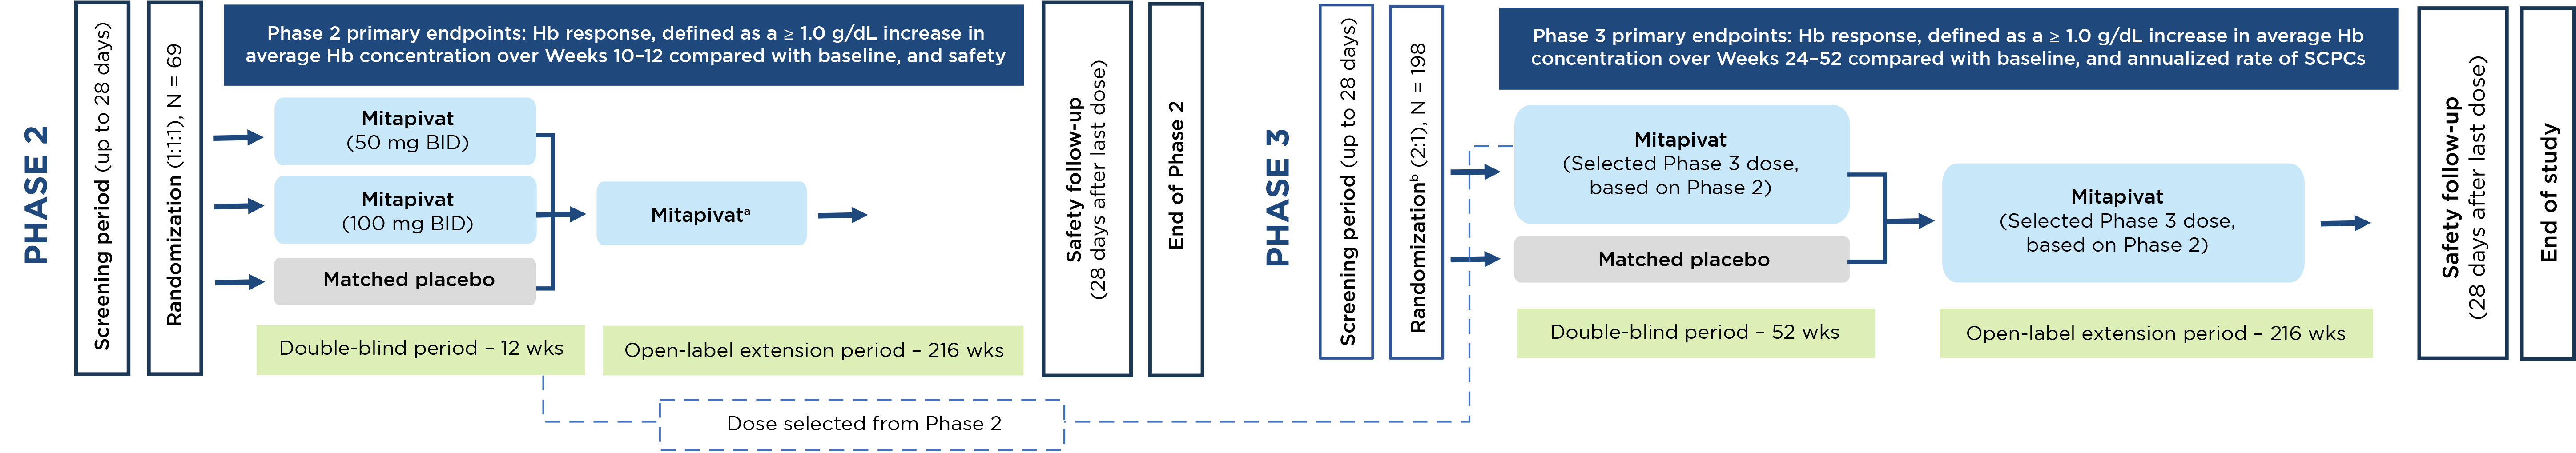 PHASE 2
Screening period (up to 28 days)
Randomization (1:1:1), N = 69
Phase 2 primary endpoints: Hb response, defined as a ≥ 1.0 g/dL increase in
average Hb concentration over Weeks 10–12 compared with baseline, and safety
Mitapivat
(50 mg BID)
Mitapivat
(100 mg BID)
Matched placebo
Mitapivatᵃ
Double-blind period – 12 wks
Open-label extension period – 216 wks
Safety follow-up
(28 days after last dose)
End of Phase 2
Dose selected from Phase 2
PHASE 3
Screening period (up to 28 days)
Randomizationᵇ (2:1), N = 198
Phase 3 primary endpoints: Hb response, defined as a ≥ 1.0 g/dL increase in average Hb
concentration over Weeks 24–52 compared with baseline, and annualized rate of SCPCs
Mitapivat
(Selected Phase 3 dose,
based on Phase 2)
Matched placebo
Mitapivat
(Selected Phase 3 dose,
based on Phase 2)
Double-blind period – 52 wks
Open-label extension period – 216 wks
Safety follow-up
(28 days after last dose)
End of study